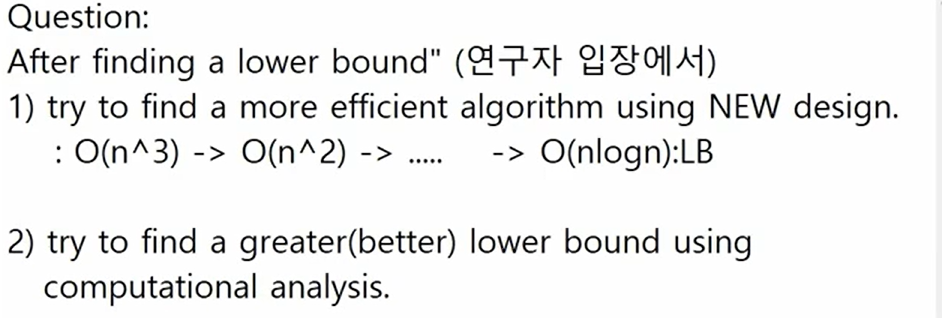 Question:
After finding a lower bound" (연구자 입장에서)
1) try to find a more efficient algorithm using NEW design.
: O(n^3) -> O(n^2) -> ..... -> O(nlogn):LB
2) try to find a greater(better) lower bound using
computational analysis.